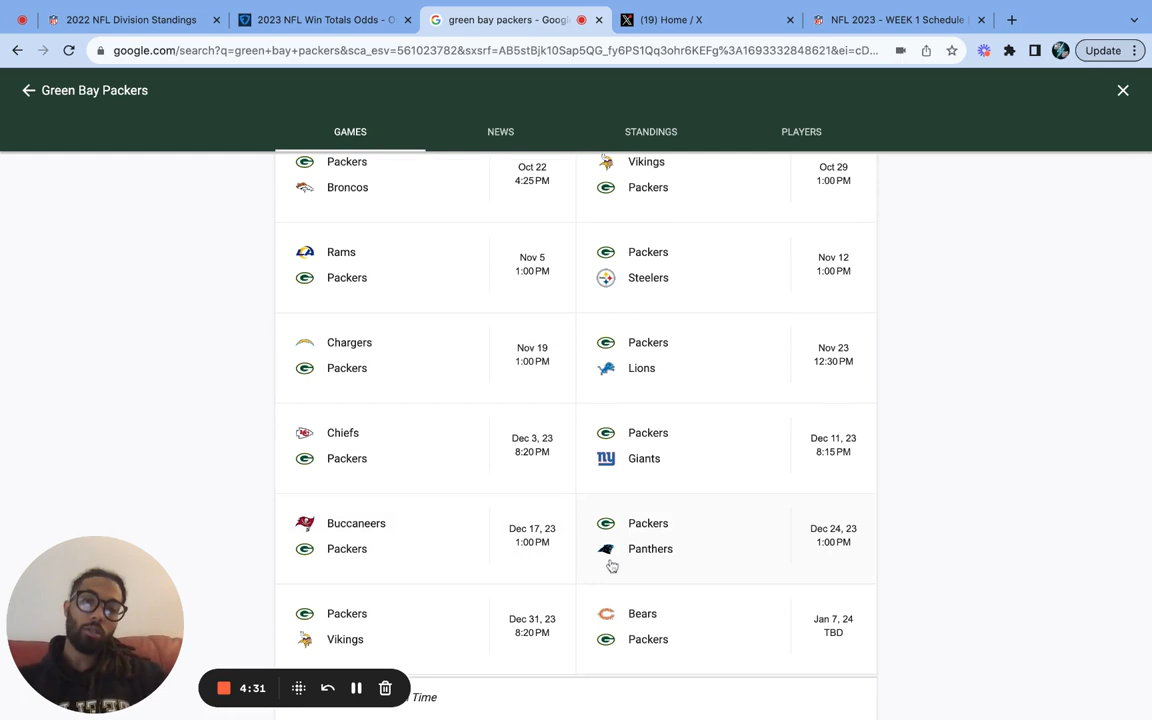 2022 NFL Division Standings
2023 NFL Win Totals Odds - O
green bay packers - Goog
(19) Home / X
NFL 2023 - WEEK 1 Schedule
google.com/search?q=green+bay+packers&sca_esv=561023782&sxsrf=AB5stBjk10Sap5QG_fy6PS1Qq3ohr6KEFg%3A1693332848621&ei=cD...
Update
Green Bay Packers
GAMES
NEWS
STANDINGS
PLAYERS
Packers
Broncos
Oct 22
4:25 PM
Vikings
Packers
Oct 29
1:00 PM
Rams
Packers
Nov 5
1:00 PM
Packers
Steelers
Nov 12
1:00 PM
Chargers
Packers
Nov 19
1:00 PM
Packers
Lions
Nov 23
12:30 PM
Chiefs
Packers
Dec 3, 23
8:20 PM
Packers
Giants
Dec 11, 23
8:15 PM
Buccaneers
Packers
Dec 17, 23
1:00 PM
Packers
Panthers
Dec 24, 23
1:00 PM
Packers
Vikings
Dec 31, 23
8:20 PM
Bears
Packers
Jan 7, 24
TBD
4:31
Time